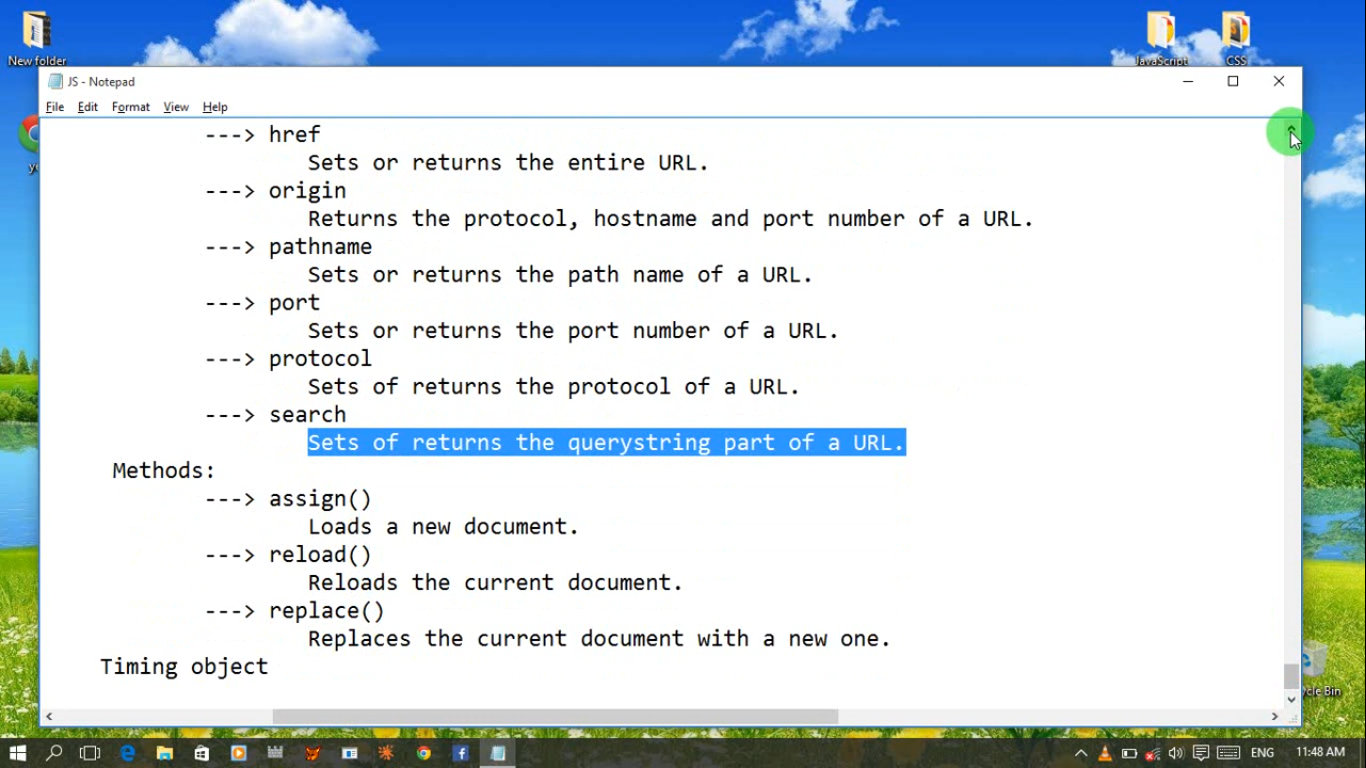 New folder
JavaScript
CSS
JS - Notepad
File Edit Format View Help
---> href
Sets or returns the entire URL.
---> origin
Returns the protocol, hostname and port number of a URL.
---> pathname
Sets or returns the path name of a URL.
---> port
Sets or returns the port number of a URL.
---> protocol
Sets of returns the protocol of a URL.
---> search
Sets of returns the querystring part of a URL.
Methods:
---> assign()
Loads a new document.
---> reload()
Reloads the current document.
---> replace()
Replaces the current document with a new one.
Timing object
cle Bin
ENG
11:48 AM